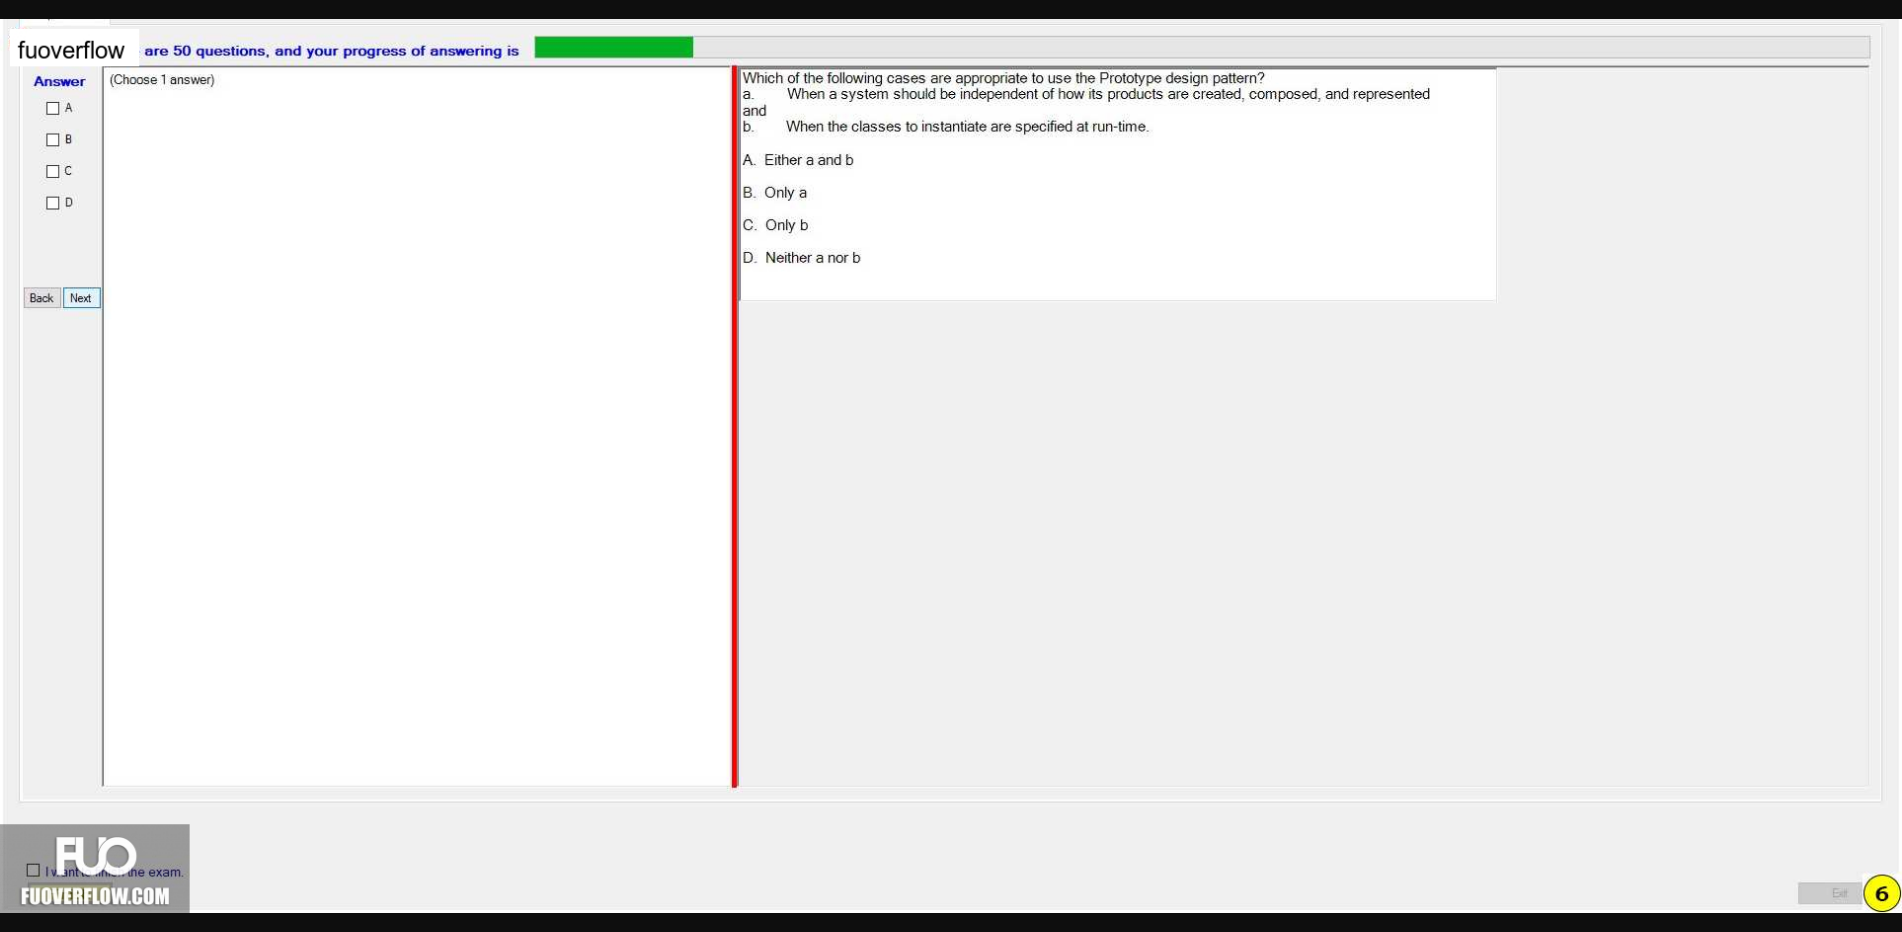 fuoverflow are 50 questions, and your progress of answering is
Answer
(Choose 1 answer)
A
B
C
D
Back Next
Which of the following cases are appropriate to use the Prototype design pattern?
a. When a system should be independent of how its products are created, composed, and represented
and
b. When the classes to instantiate are specified at run-time.
A. Either a and b
B. Only a
C. Only b
D. Neither a nor b
FUO
I want to the exam.
FUOVERFLOW.COM
Exit
6